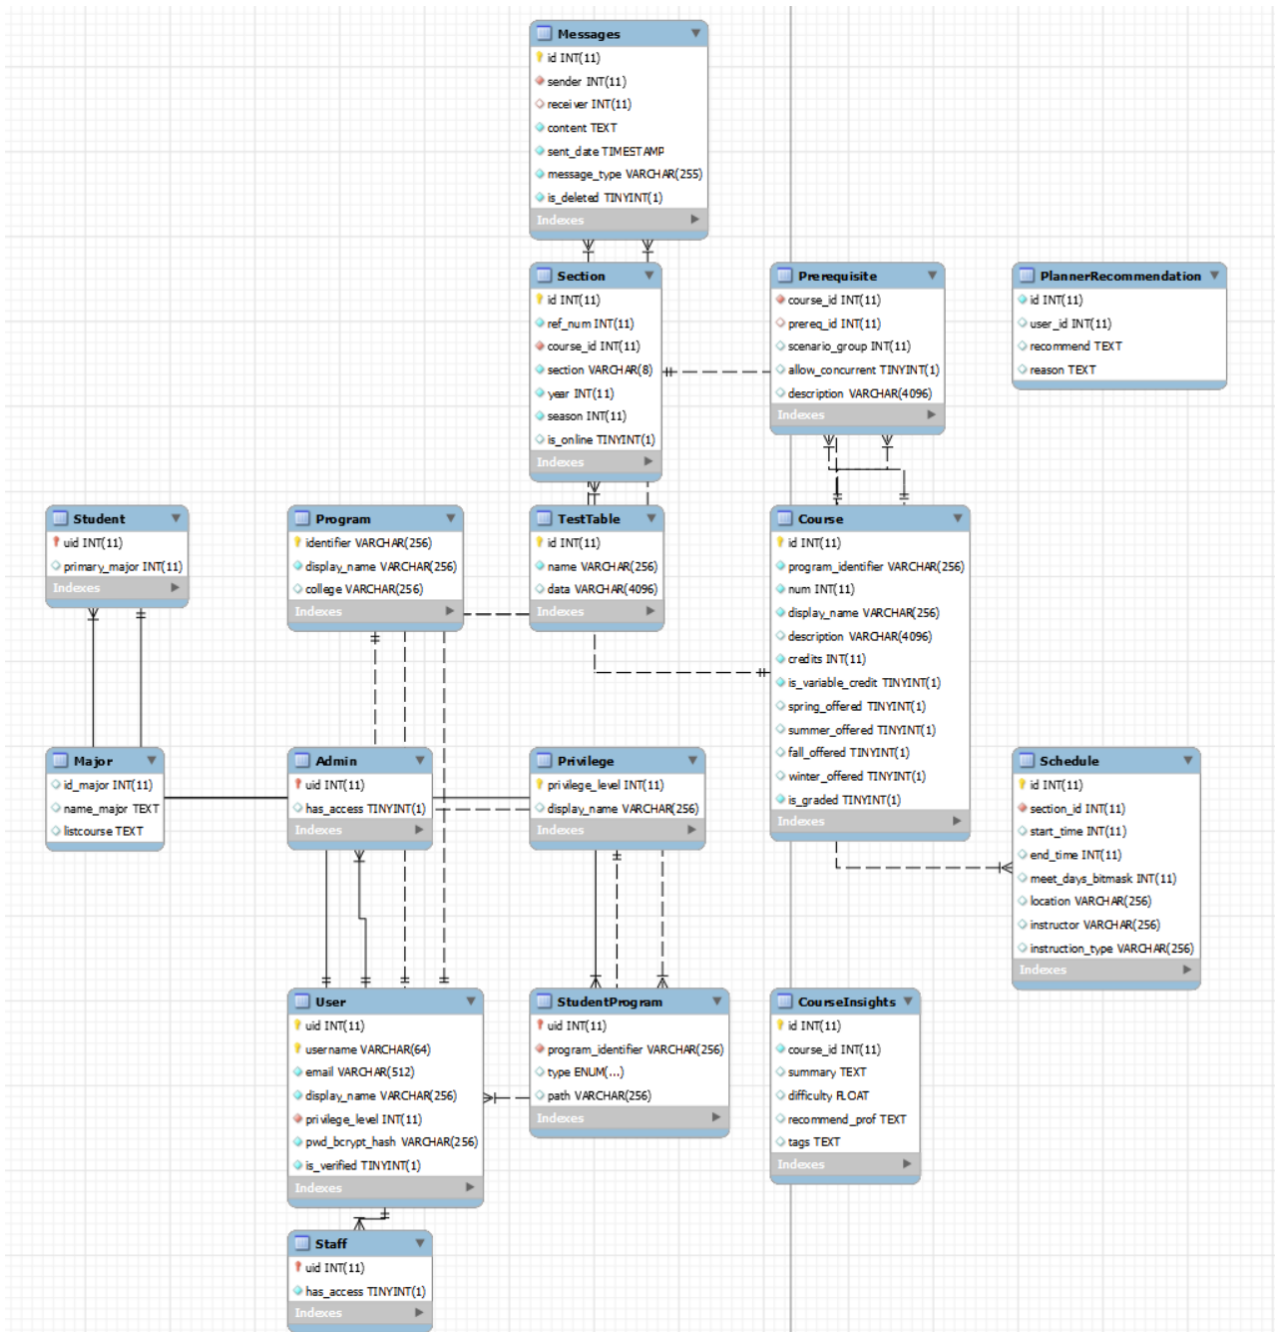 Messages
id INT(11)
sender INT(11)
receiver INT(11)
content TEXT
sent_date TIMESTAMP
message_type VARCHAR(255)
is_deleted TINYINT(1)
Indexes
Section
id INT(11)
ref_num INT(11)
course_id INT(11)
section VARCHAR(8)
year INT(11)
season INT(11)
is_online TINYINT(1)
Indexes
Prerequisite
course_id INT(11)
prereq_id INT(11)
scenario_group INT(11)
allow_concurrent TINYINT(1)
description VARCHAR(4096)
Indexes
PlannerRecommendation
id INT(11)
user_id INT(11)
recommend TEXT
reason TEXT
Student
uid INT(11)
primary_major INT(11)
Indexes
Program
identifier VARCHAR(256)
display_name VARCHAR(256)
college VARCHAR(256)
Indexes
TestTable
id INT(11)
name VARCHAR(256)
data VARCHAR(4096)
Indexes
Course
id INT(11)
program_identifier VARCHAR(256)
num INT(11)
display_name VARCHAR(256)
description VARCHAR(4096)
credits INT(11)
is_variable_credit TINYINT(1)
spring_offered TINYINT(1)
summer_offered TINYINT(1)
fall_offered TINYINT(1)
winter_offered TINYINT(1)
is_graded TINYINT(1)
Indexes
Major
id_major INT(11)
name_major TEXT
listcourse TEXT
Admin
uid INT(11)
has_access TINYINT(1)
Indexes
Privilege
privilege_level INT(11)
display_name VARCHAR(256)
Indexes
Schedule
id INT(11)
section_id INT(11)
start_time INT(11)
end_time INT(11)
meet_days_bitmask INT(11)
location VARCHAR(256)
instructor VARCHAR(256)
instruction_type VARCHAR(256)
Indexes
User
uid INT(11)
username VARCHAR(64)
email VARCHAR(512)
display_name VARCHAR(256)
privilege_level INT(11)
pwd_bcrypt_hash VARCHAR(256)
is_verified TINYINT(1)
Indexes
StudentProgram
uid INT(11)
program_identifier VARCHAR(256)
type ENUM(...)
path VARCHAR(256)
Indexes
CourseInsights
id INT(11)
course_id INT(11)
summary TEXT
difficulty FLOAT
recommend_prof TEXT
tags TEXT
Indexes
Staff
uid INT(11)
has_access TINYINT(1)
Indexes